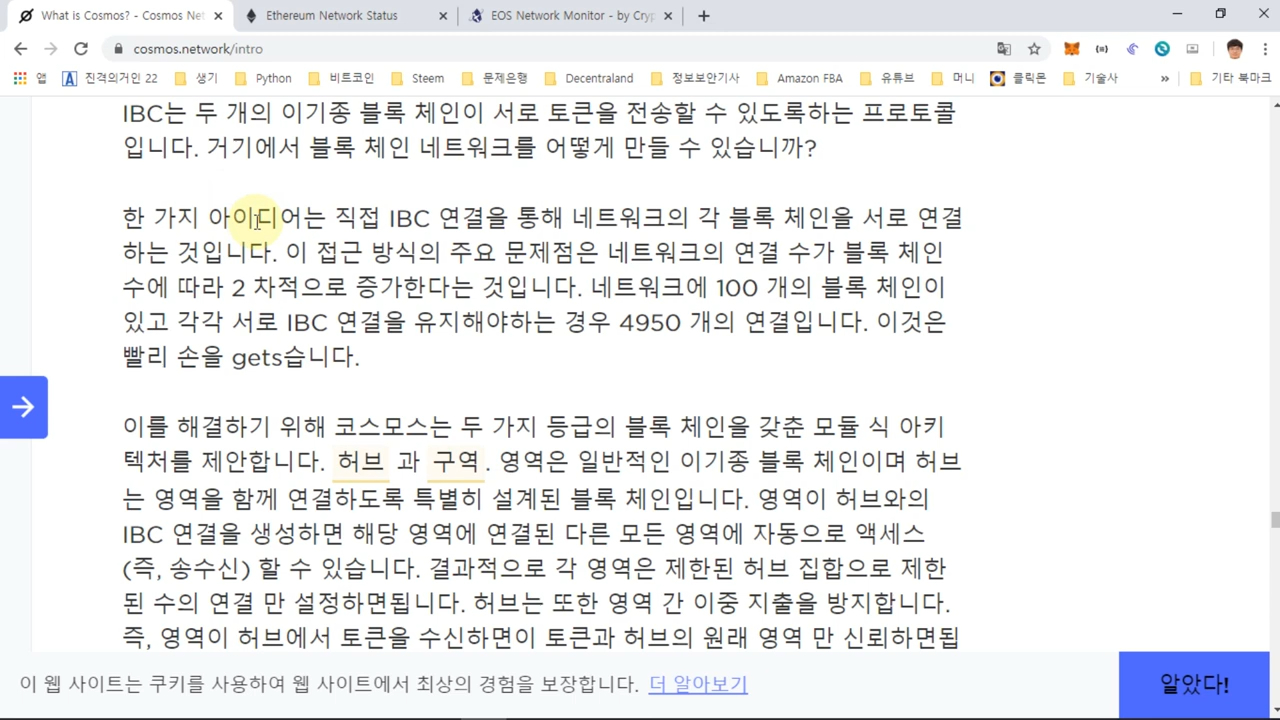 What is Cosmos? - Cosmos Net
Ethereum Network Status
EOS Network Monitor - by Cryp
cosmos.network/intro
앱
진격의거인 22
생기
Python
비트코인
Steem
문제은행
Decentraland
정보보안기사
Amazon FBA
유튜브
머니
클릭몬
기술사
»
기타 북마크
IBC는 두 개의 이기종 블록 체인이 서로 토큰을 전송할 수 있도록하는 프로토콜
입니다. 거기에서 블록 체인 네트워크를 어떻게 만들 수 있습니까?
한 가지 아이디어는 직접 IBC 연결을 통해 네트워크의 각 블록 체인을 서로 연결
하는 것입니다. 이 접근 방식의 주요 문제점은 네트워크의 연결 수가 블록 체인
수에 따라 2 차적으로 증가한다는 것입니다. 네트워크에 100 개의 블록 체인이
있고 각각 서로 IBC 연결을 유지해야하는 경우 4950 개의 연결입니다. 이것은
빨리 손을 gets습니다.
이를 해결하기 위해 코스모스는 두 가지 등급의 블록 체인을 갖춘 모듈 식 아키
텍처를 제안합니다. 허브 과 구역 . 영역은 일반적인 이기종 블록 체인이며 허브
는 영역을 함께 연결하도록 특별히 설계된 블록 체인입니다. 영역이 허브와의
IBC 연결을 생성하면 해당 영역에 연결된 다른 모든 영역에 자동으로 액세스
(즉, 송수신) 할 수 있습니다. 결과적으로 각 영역은 제한된 허브 집합으로 제한
된 수의 연결 만 설정하면됩니다. 허브는 또한 영역 간 이중 지출을 방지합니다.
즉, 영역이 허브에서 토큰을 수신하면이 토큰과 허브의 원래 영역 만 신뢰하면됩
이 웹 사이트는 쿠키를 사용하여 웹 사이트에서 최상의 경험을 보장합니다. 더 알아보기
알았다!